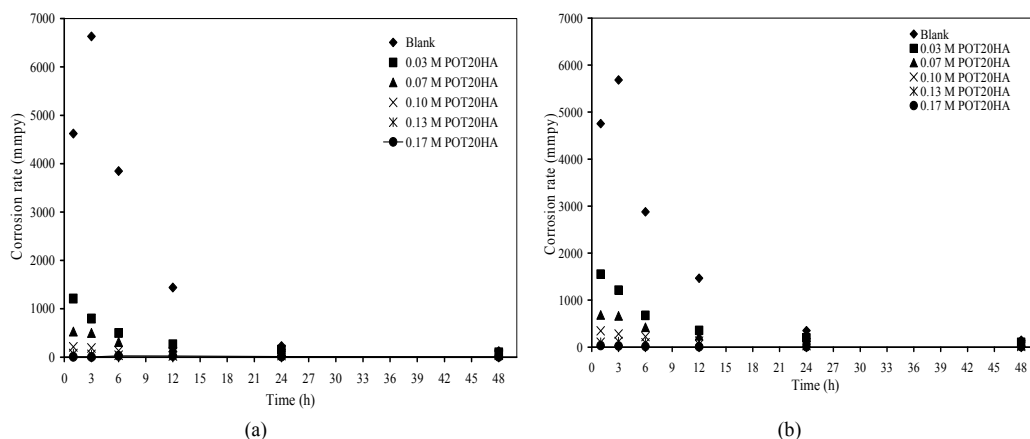 7000
6000
5000
4000
3000
2000
1000
0
Corrosion rate (mmpy)
0 3 6 9 12 15 18 21 24 27 30 33 36 39 42 45 48
Time (h)
Blank
0.03 M POT20HA
0.07 M POT20HA
0.10 M POT20HA
0.13 M POT20HA
0.17 M POT20HA
(a)
7000
6000
5000
4000
3000
2000
1000
0
Corrosion rate (mmpy)
0 3 6 9 12 15 18 21 24 27 30 33 36 39 42 45 48
Time (h)
Blank
0.03 M POT20HA
0.07 M POT20HA
0.10 M POT20HA
0.13 M POT20HA
0.17 M POT20HA
(b)